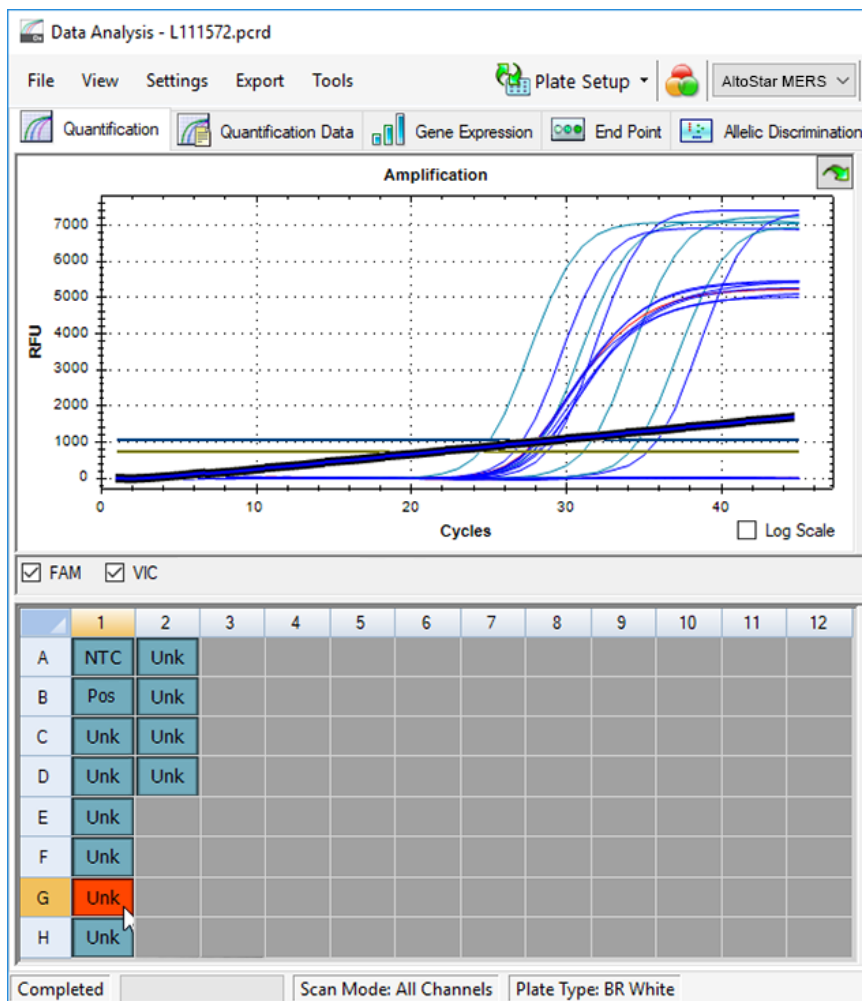 Data Analysis - L111572.pcrd
File View Settings Export Tools Plate Setup AltoStar MERS
Quantification Quantification Data Gene Expression End Point Allelic Discrimination
Amplification
7000
6000
5000
4000
3000
2000
1000
0
RFU
0 10 20 30 40
Cycles
Log Scale
FAM VIC
1 2 3 4 5 6 7 8 9 10 11 12
A NTC Unk
B Pos Unk
C Unk Unk
D Unk Unk
E Unk
F Unk
G Unk
H Unk
Completed Scan Mode: All Channels Plate Type: BR White